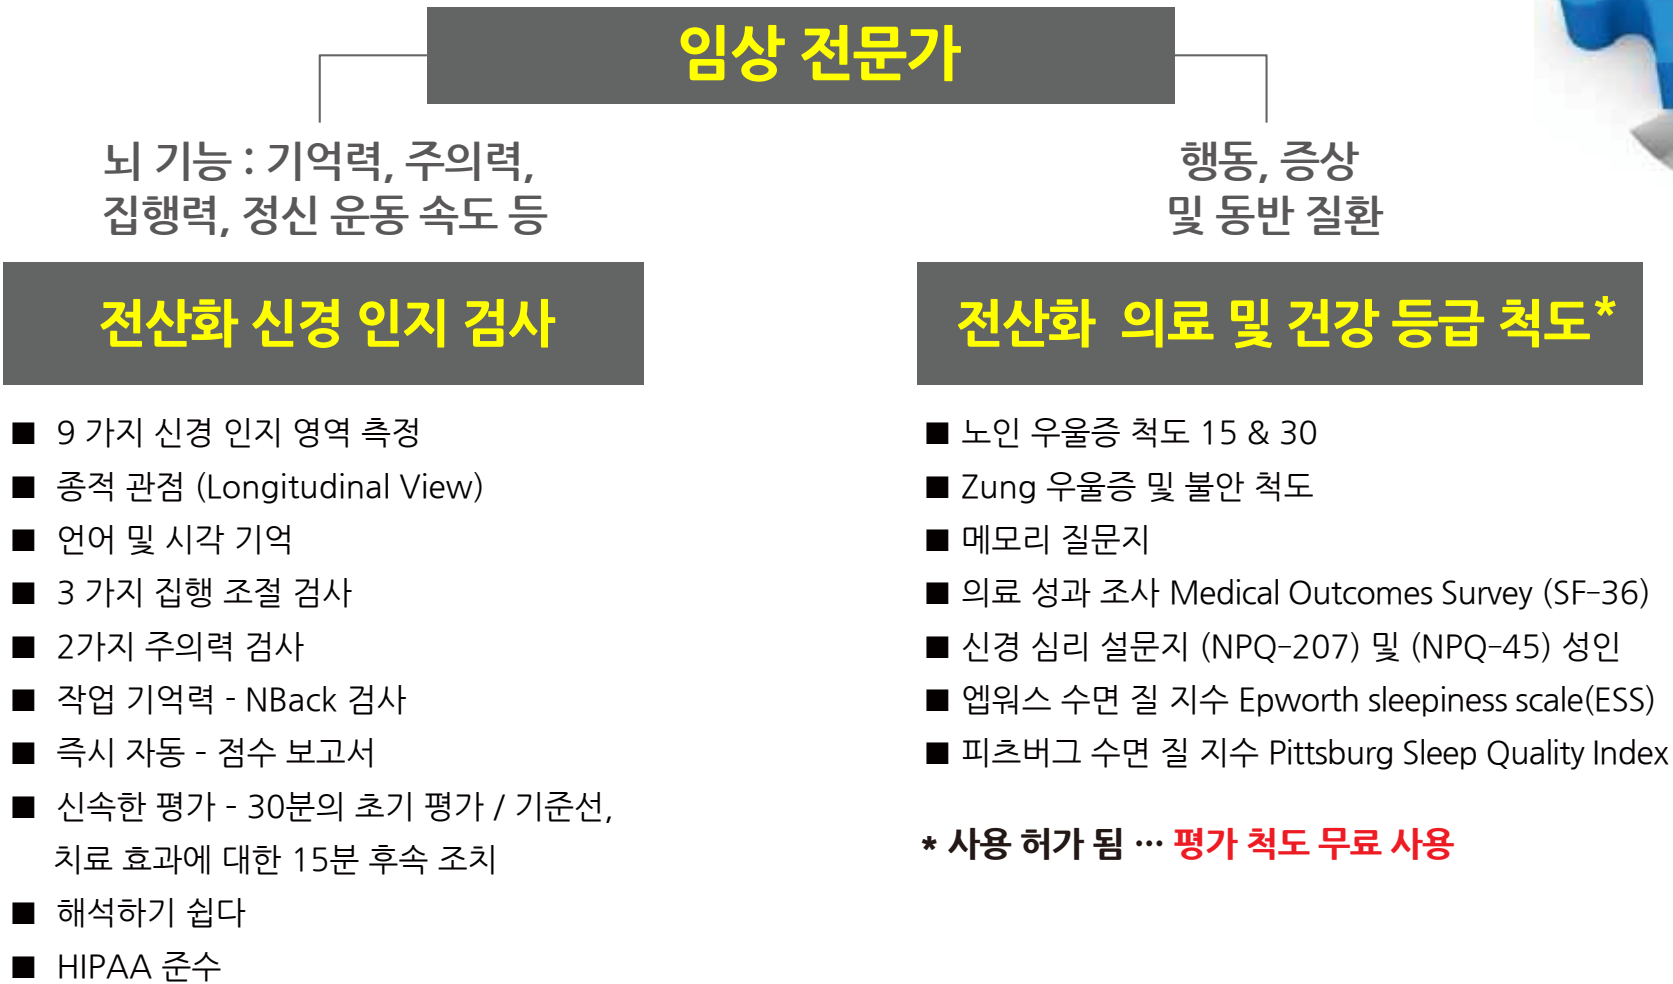 임상 전문가
뇌 기능 : 기억력, 주의력,
집행력, 정신 운동 속도 등
전산화 신경 인지 검사
■ 9 가지 신경 인지 영역 측정
■ 종적 관점 (Longitudinal View)
■ 언어 및 시각 기억
■ 3 가지 집행 조절 검사
■ 2가지 주의력 검사
■ 작업 기억력 - NBack 검사
■ 즉시 자동 - 점수 보고서
■ 신속한 평가 - 30분의 초기 평가 / 기준선,
치료 효과에 대한 15분 후속 조치
■ 해석하기 쉽다
■ HIPAA 준수
행동, 증상
및 동반 질환
전산화 의료 및 건강 등급 척도*
■ 노인 우울증 척도 15 & 30
■ Zung 우울증 및 불안 척도
■ 메모리 질문지
■ 의료 성과 조사 Medical Outcomes Survey (SF-36)
■ 신경 심리 설문지 (NPQ-207) 및 (NPQ-45) 성인
■ 엡워스 수면 질 지수 Epworth sleepiness scale(ESS)
■ 피츠버그 수면 질 지수 Pittsburg Sleep Quality Index
* 사용 허가 됨 … 평가 척도 무료 사용